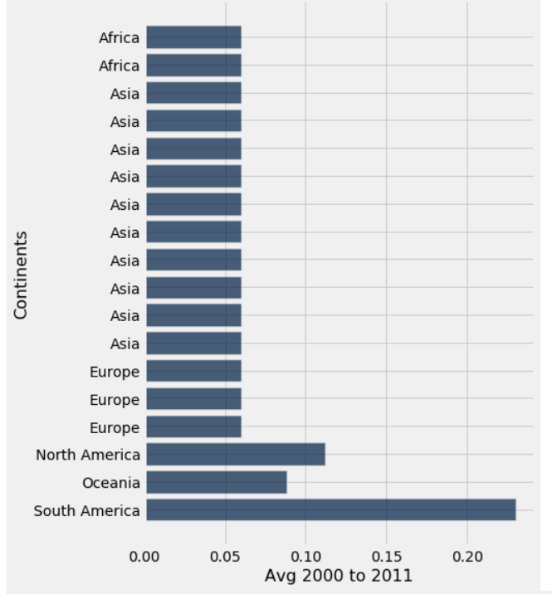 Africa
Africa
Asia
Asia
Asia
Asia
Asia
Asia
Asia
Asia
Asia
Asia
Europe
Europe
Europe
North America
Oceania
South America
Continents
0.00 0.05 0.10 0.15 0.20
Avg 2000 to 2011